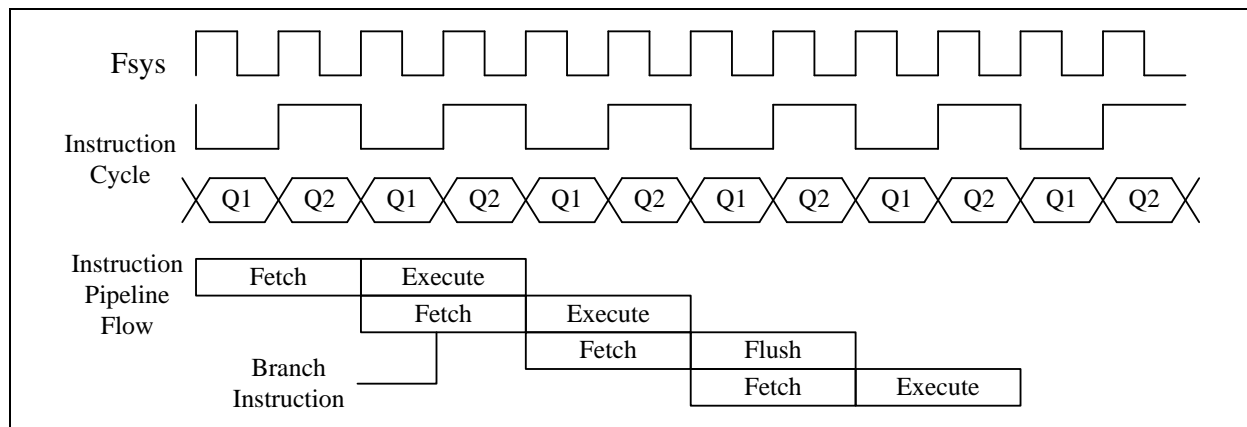 Fsys
Instruction
Cycle
Q1 Q2 Q1 Q2 Q1 Q2 Q1 Q2 Q1 Q2 Q1 Q2
Instruction
Pipeline
Flow
Fetch Execute
Fetch Execute
Branch
Instruction
Fetch Flush
Fetch Execute